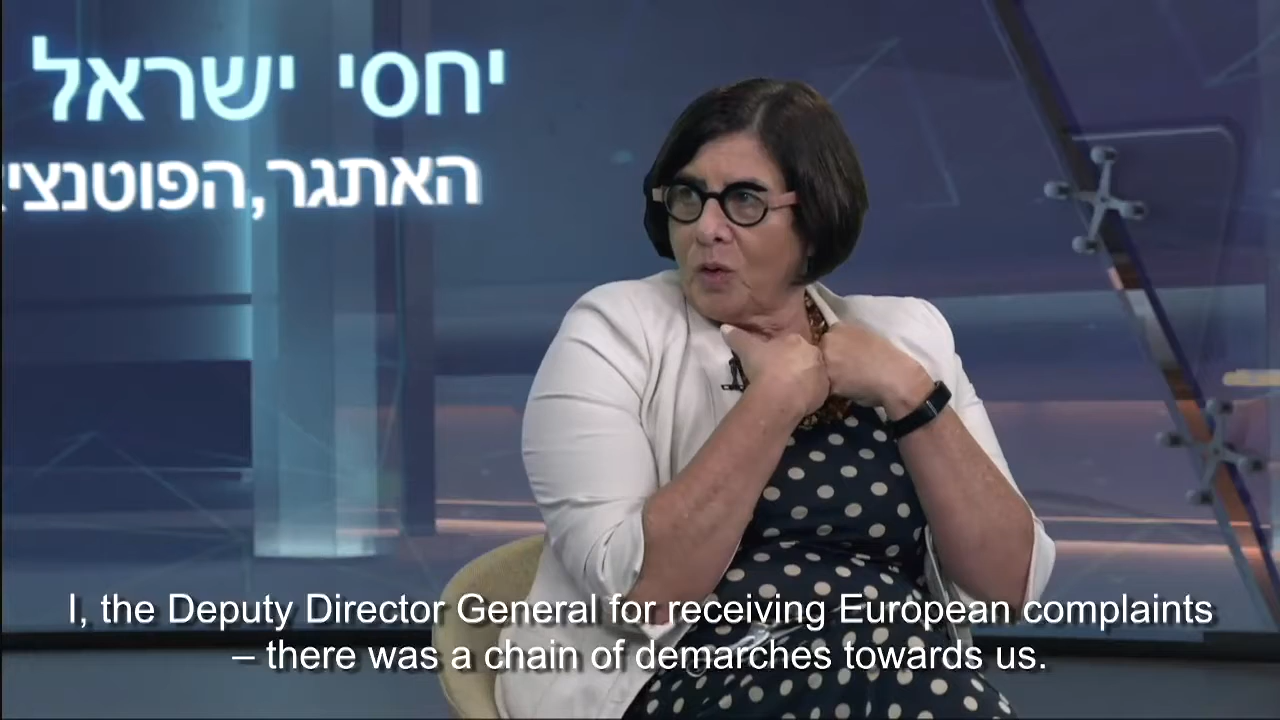 יחסי ישראל
האתגר, הפוטנצי
I, the Deputy Director General for receiving European complaints
– there was a chain of demarches towards us.